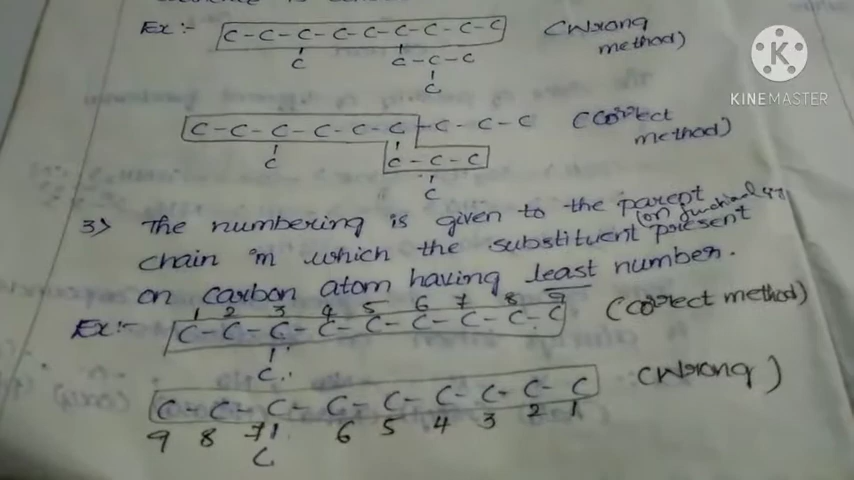 Ex :- C - C - C - C - C - C - C - C - C - C (Wrong method)
C C - C - C
C
K
KINEMASTER
C - C - C - C - C - C - C - C - C - C (Correct method)
C C - C - C
C
3) The numbering is given to the parent
(or functional
chain in which the substituent present
on carbon atom having least number.
1 2 3 4 5 6 7 8 9
Ex :- C - C - C - C - C - C - C - C - C (Correct method)
C
C - C - C - C - C - C - C - C - C (Wrong)
9 8 7 6 5 4 3 2 1
C